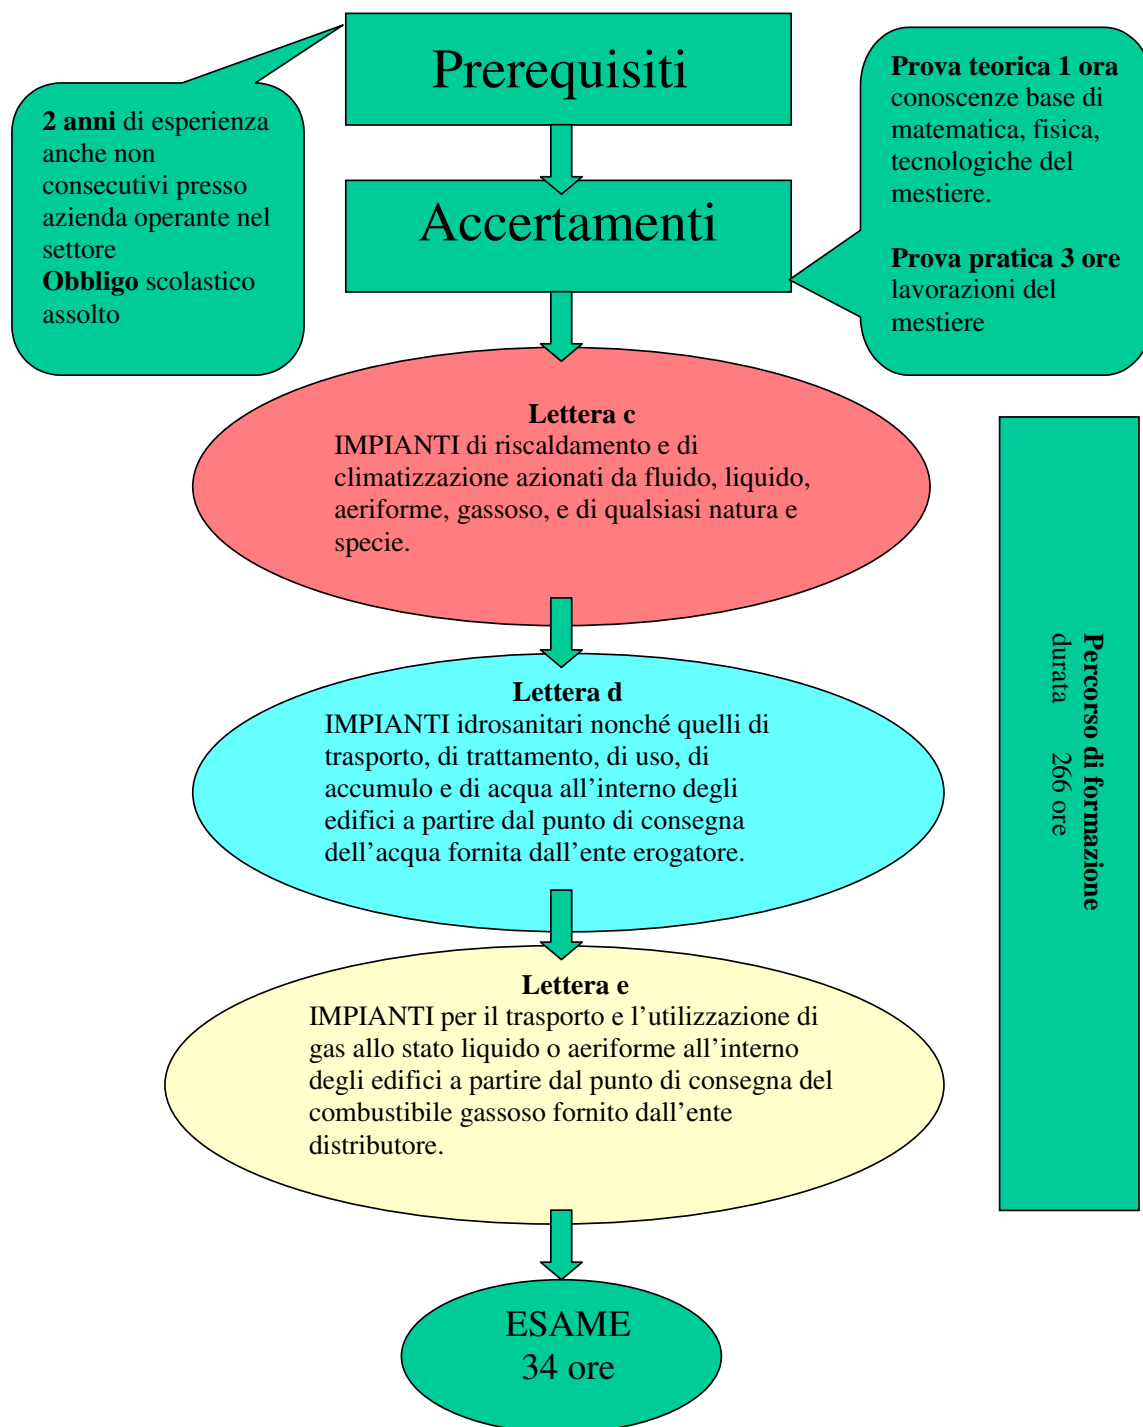 Prerequisiti
2 anni di esperienza
anche non
consecutivi presso
azienda operante nel
settore
Obbligo scolastico
assolto
Prova teorica 1 ora
conoscenze base di
matematica, fisica,
tecnologiche del
mestiere.
Prova pratica 3 ore
lavorazioni del
mestiere
Accertamenti
Lettera c
IMPIANTI di riscaldamento e di
climatizzazione azionati da fluido, liquido,
aeriforme, gassoso, e di qualsiasi natura e
specie.
Lettera d
IMPIANTI idrosanitari nonché quelli di
trasporto, di trattamento, di uso, di
accumulo e di acqua all’interno degli
edifici a partire dal punto di consegna
dell’acqua fornita dall’ente erogatore.
Lettera e
IMPIANTI per il trasporto e l’utilizzazione di
gas allo stato liquido o aeriforme all’interno
degli edifici a partire dal punto di consegna del
combustibile gassoso fornito dall’ente
distributore.
Percorso di formazione
durata 266 ore
ESAME
34 ore